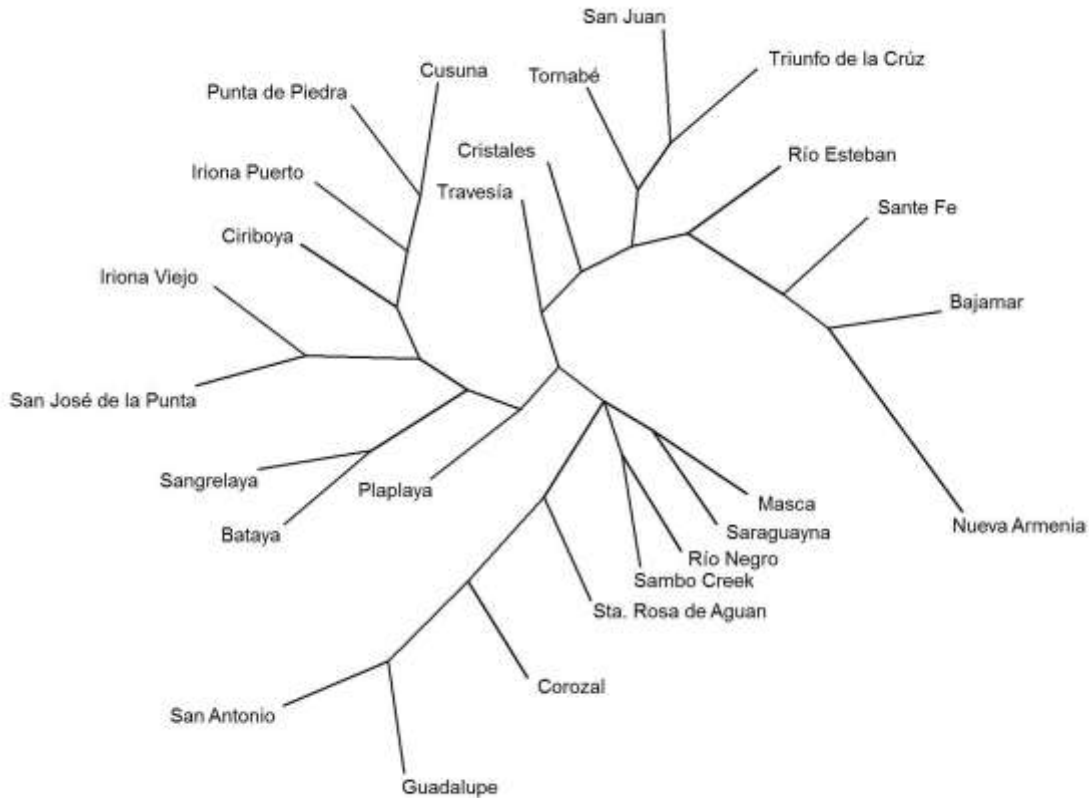 San Juan
Triunfo de la Crúz
Cusuna
Tornabé
Punta de Piedra
Cristales
Río Esteban
Iriona Puerto
Travesía
Sante Fe
Ciriboya
Iriona Viejo
Bajamar
San José de la Punta
Sangrelaya
Plaplaya
Masca
Bataya
Saraguayna
Nueva Armenia
Río Negro
Sambo Creek
Sta. Rosa de Aguan
Corozal
San Antonio
Guadalupe